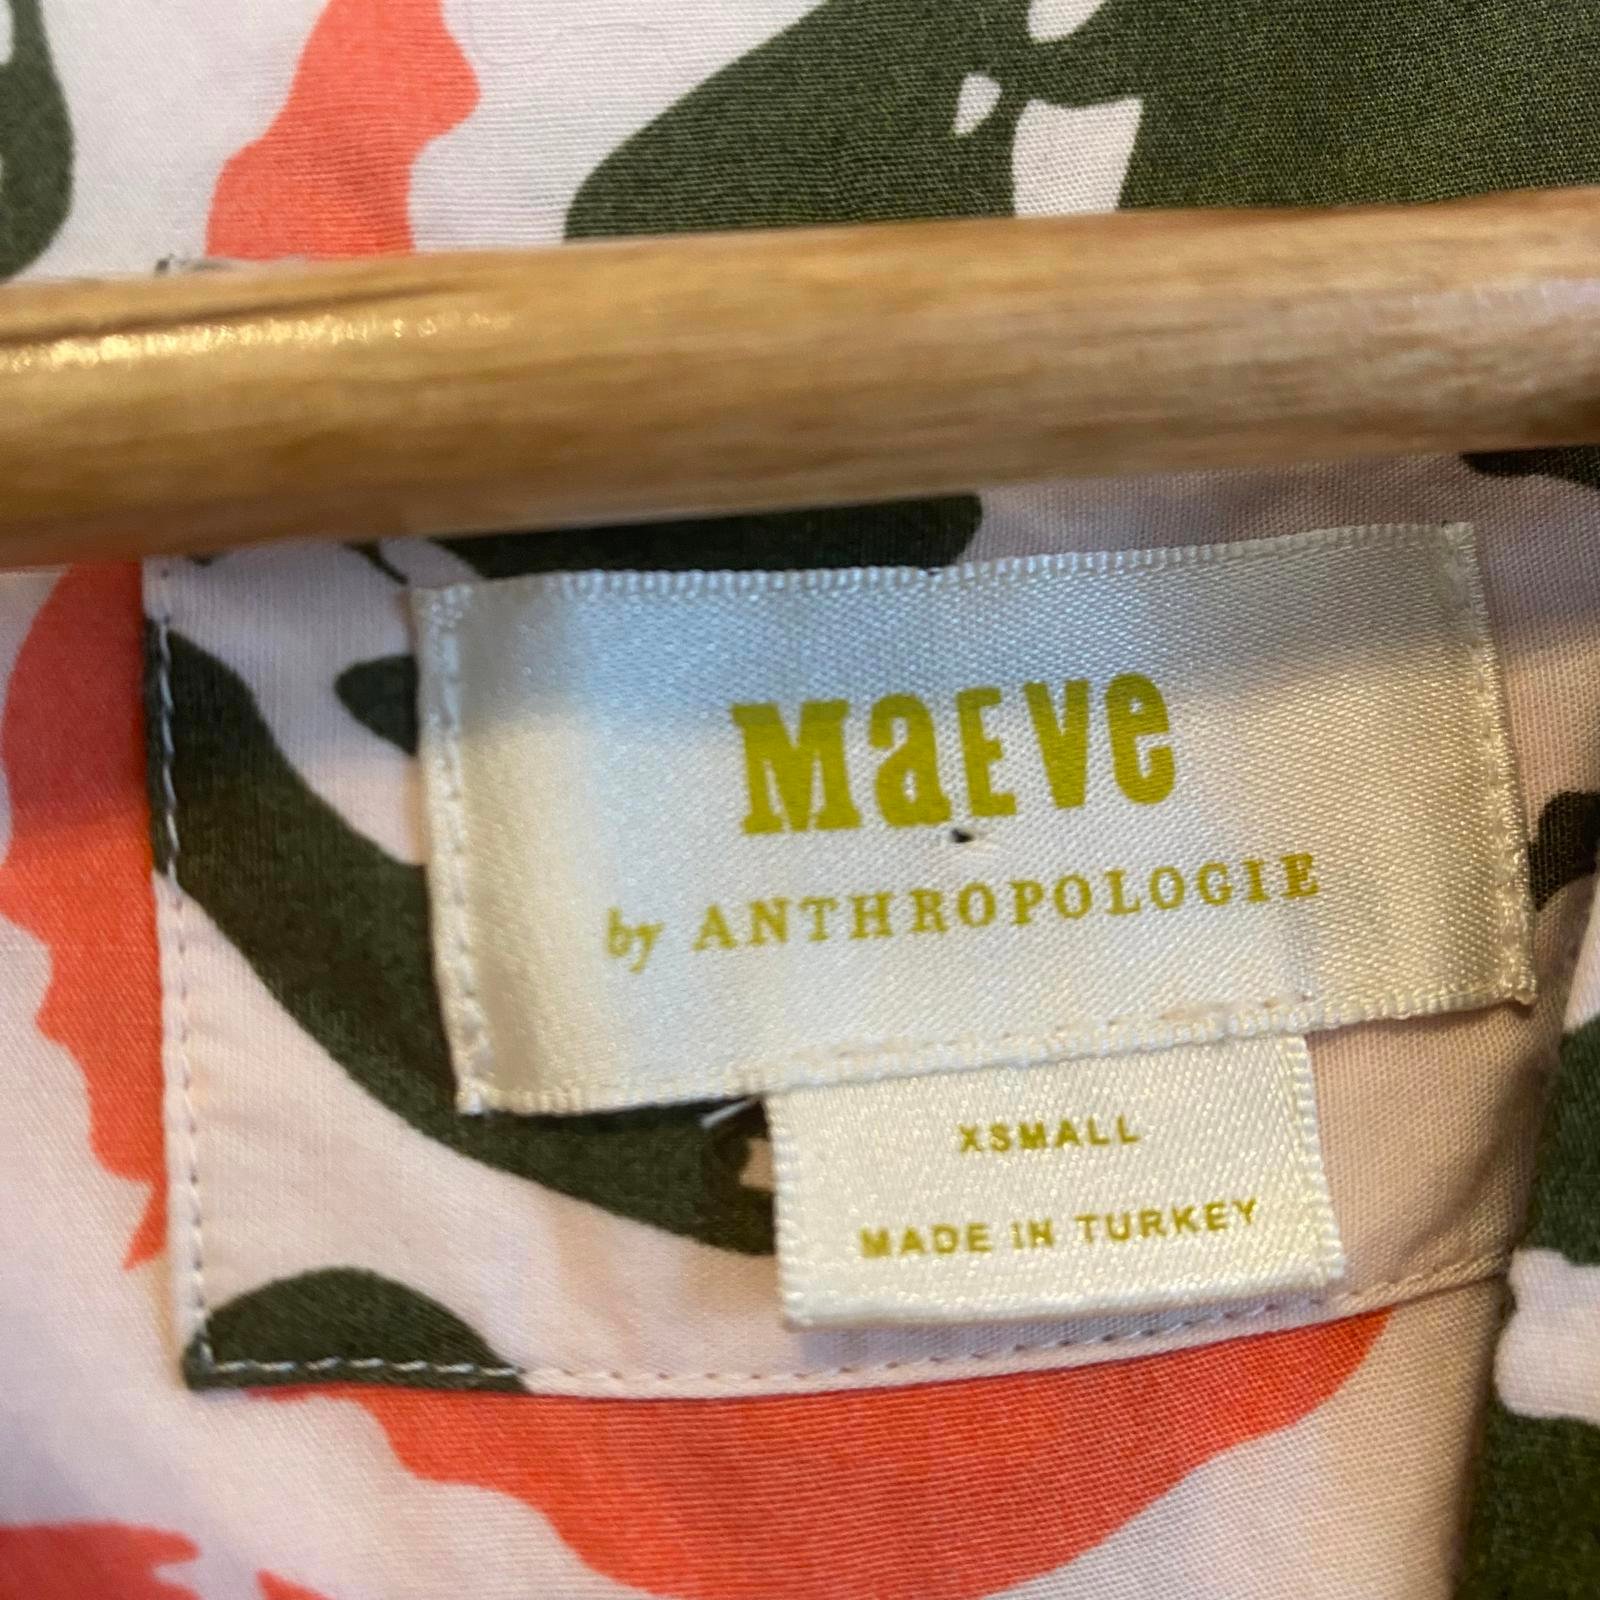 MaEVe
by ANTHROPOLOGIE
XSMALL
MADE IN TURKEY